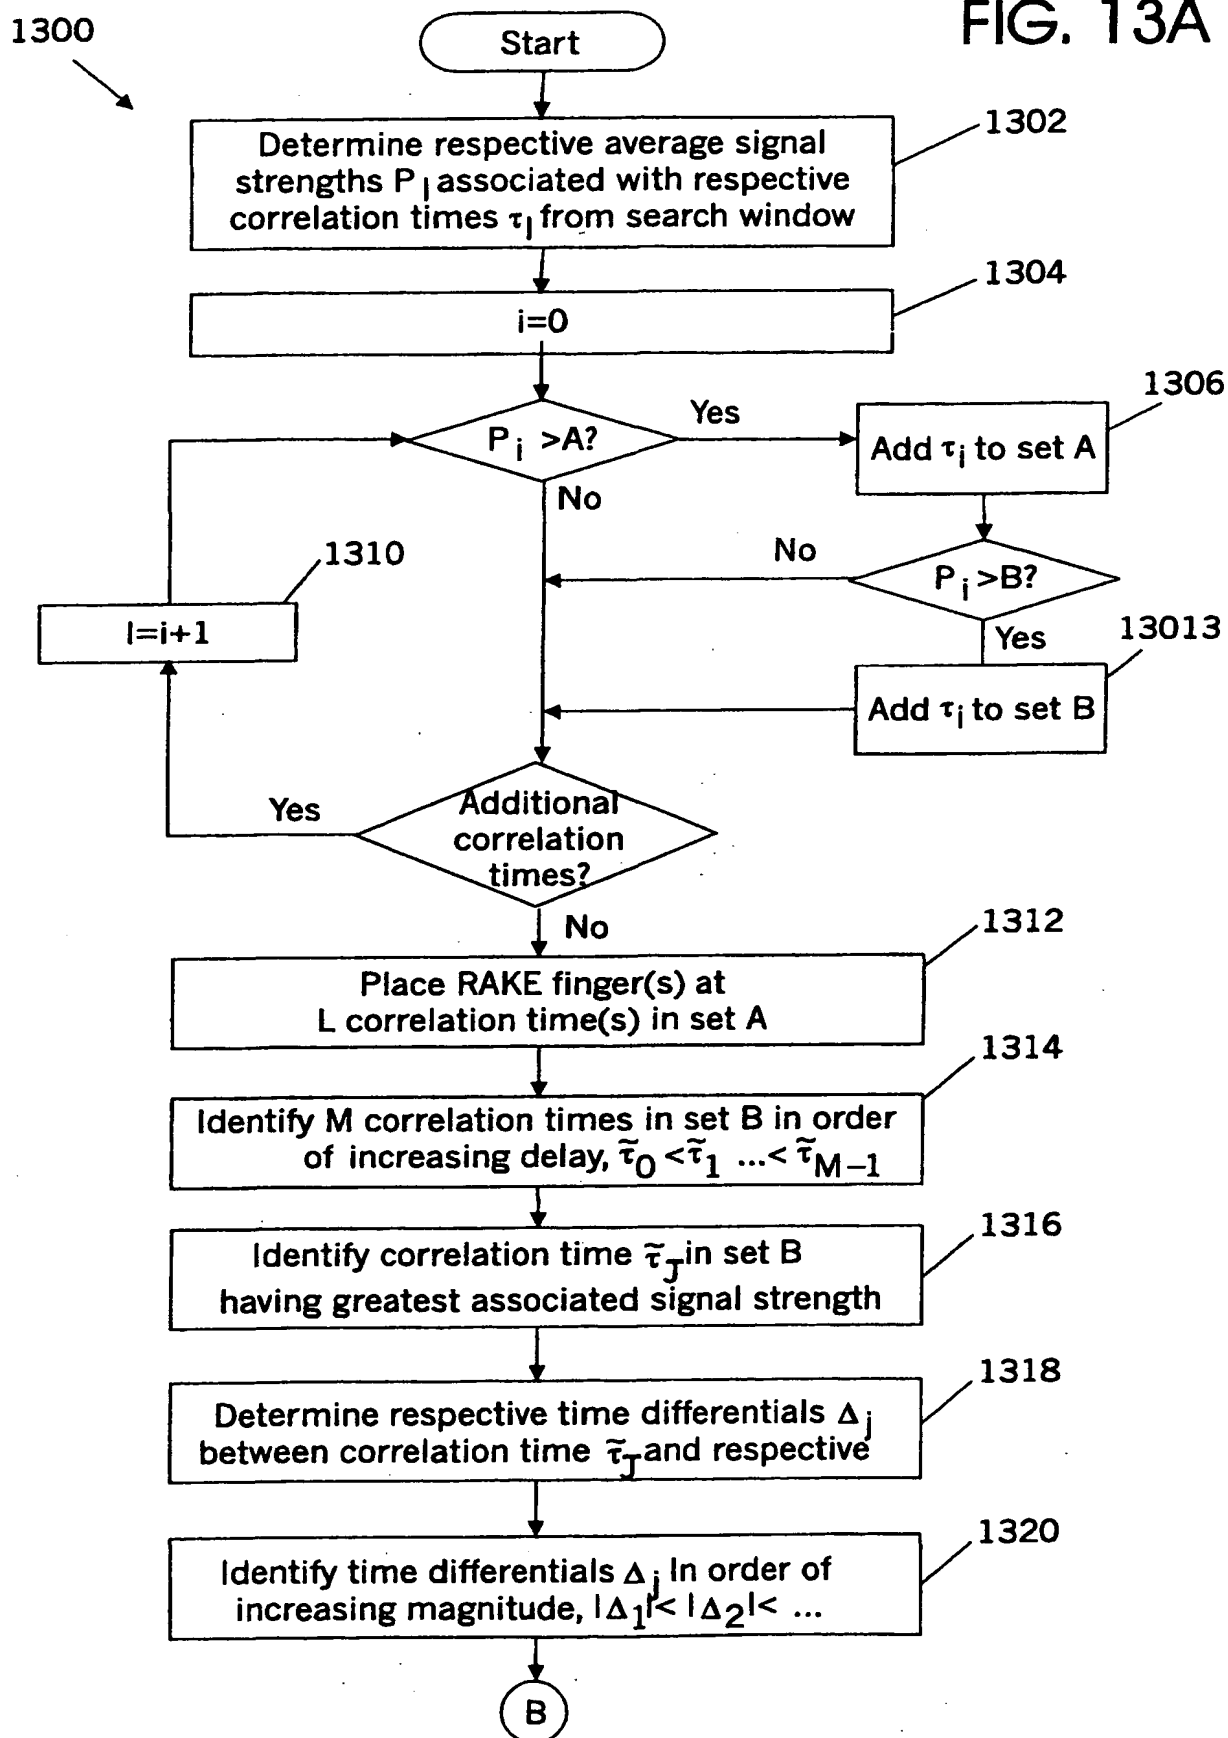 1300
FIG. 13A
Start
1302
Determine respective average signal
strengths P l associated with respective
correlation times τl from search window
1304
i=0
1306
P i >A?
Yes
Add τi to set A
No
1310
No
P i >B?
I=i+1
Yes
13013
Add τi to set B
Yes
Additional
correlation
times?
No
1312
Place RAKE finger(s) at
L correlation time(s) in set A
1314
Identify M correlation times in set B in order
of increasing delay, τ̃0 <τ̃1 ...< τ̃M−1
1316
Identify correlation time τ̃J in set B
having greatest associated signal strength
1318
Determine respective time differentials Δj
between correlation time τ̃J and respective
1320
Identify time differentials Δj In order of
increasing magnitude, |Δ1|< |Δ2|< ...
B